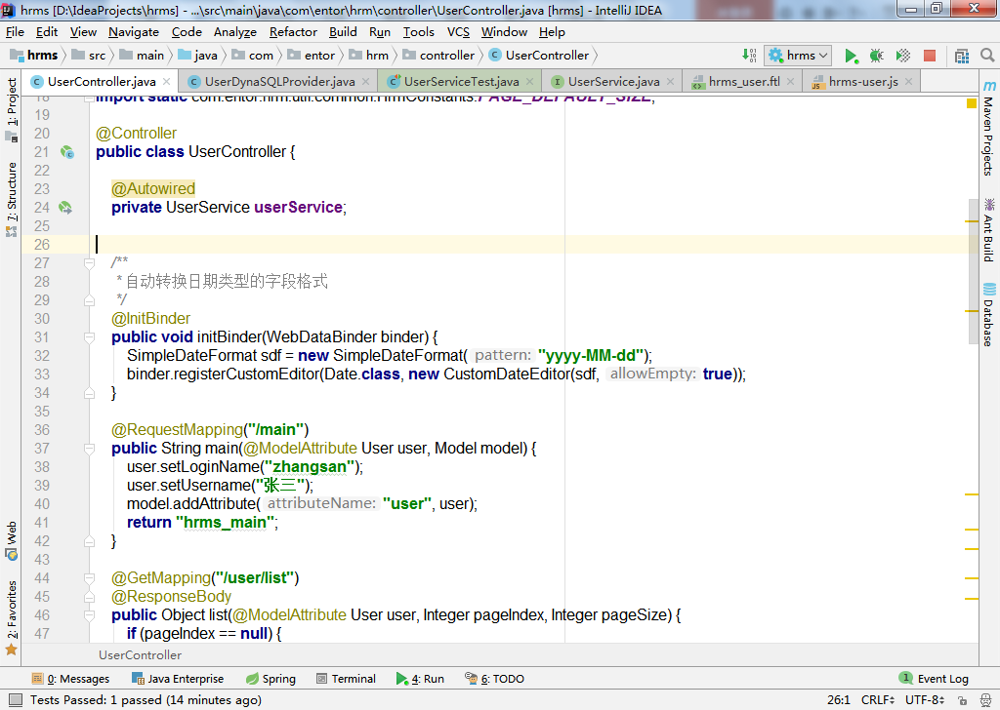 hrms [D:\IdeaProjects\hrms] - ...\src\main\java\com\entor\hrm\controller\UserController.java [hrms] - IntelliJ IDEA
File Edit View Navigate Code Analyze Refactor Build Run Tools VCS Window Help
hrms src main java com entor hrm controller UserController hrms
UserController.java UserDynaSQLProvider.java UserServiceTest.java UserService.java hrms_user.ftl hrms-user.js
1: Project
7: Structure
Web
2: Favorites
18 import static com.entor.hrm.util.common.HrmConstants.PAGE_DEFAULT_SIZE;
19
20 @Controller
21 public class UserController {
22
23 @Autowired
24 private UserService userService;
25
26
27 /**
28 * 自动转换日期类型的字段格式
29 */
30 @InitBinder
31 public void initBinder(WebDataBinder binder) {
32 SimpleDateFormat sdf = new SimpleDateFormat( pattern: "yyyy-MM-dd");
33 binder.registerCustomEditor(Date.class, new CustomDateEditor(sdf, allowEmpty: true));
34 }
35
36 @RequestMapping("/main")
37 public String main(@ModelAttribute User user, Model model) {
38 user.setLoginName("zhangsan");
39 user.setUsername("张三");
40 model.addAttribute( attributeName: "user", user);
41 return "hrms_main";
42 }
43
44 @GetMapping("/user/list")
45 @ResponseBody
46 public Object list(@ModelAttribute User user, Integer pageIndex, Integer pageSize) {
47 if (pageIndex == null) {
Maven Projects
Ant Build
Database
UserController
0: Messages Java Enterprise Spring Terminal 4: Run 6: TODO 1 Event Log
Tests Passed: 1 passed (14 minutes ago) 26:1 CRLF UTF-8